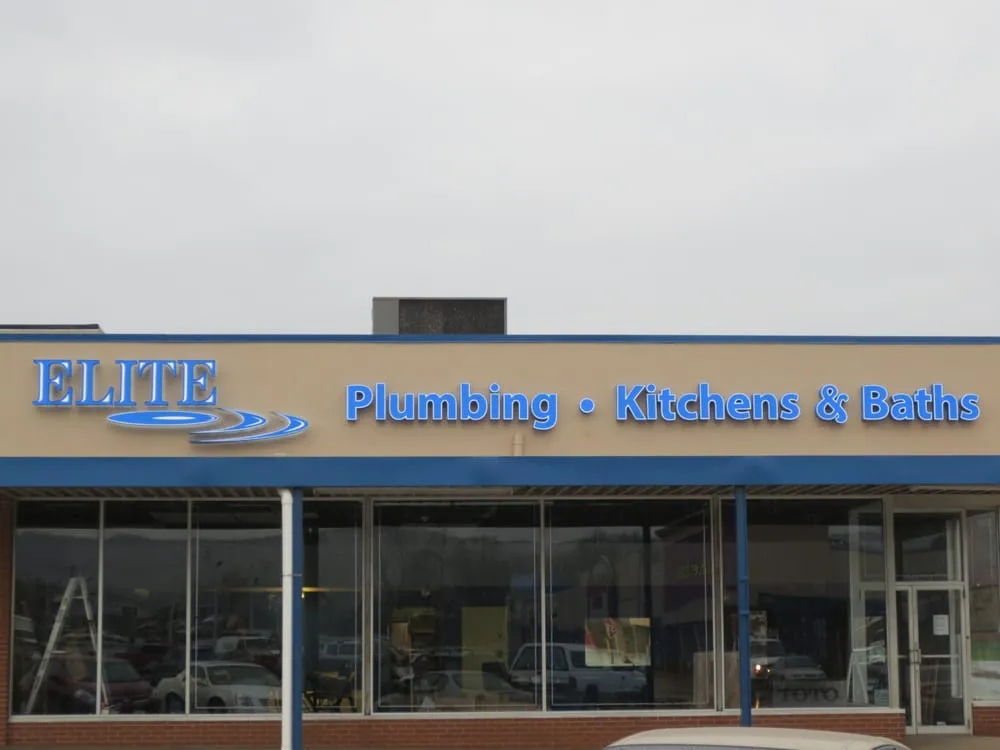 ELITE
Plumbing • Kitchens & Baths
TOTO